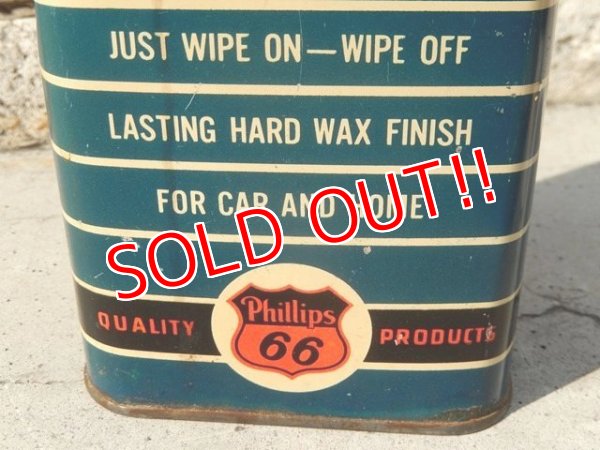 JUST WIPE ON—WIPE OFF
LASTING HARD WAX FINISH
FOR CAR AND HOME
SOLD OUT!!
QUALITY Phillips 66 PRODUCTS